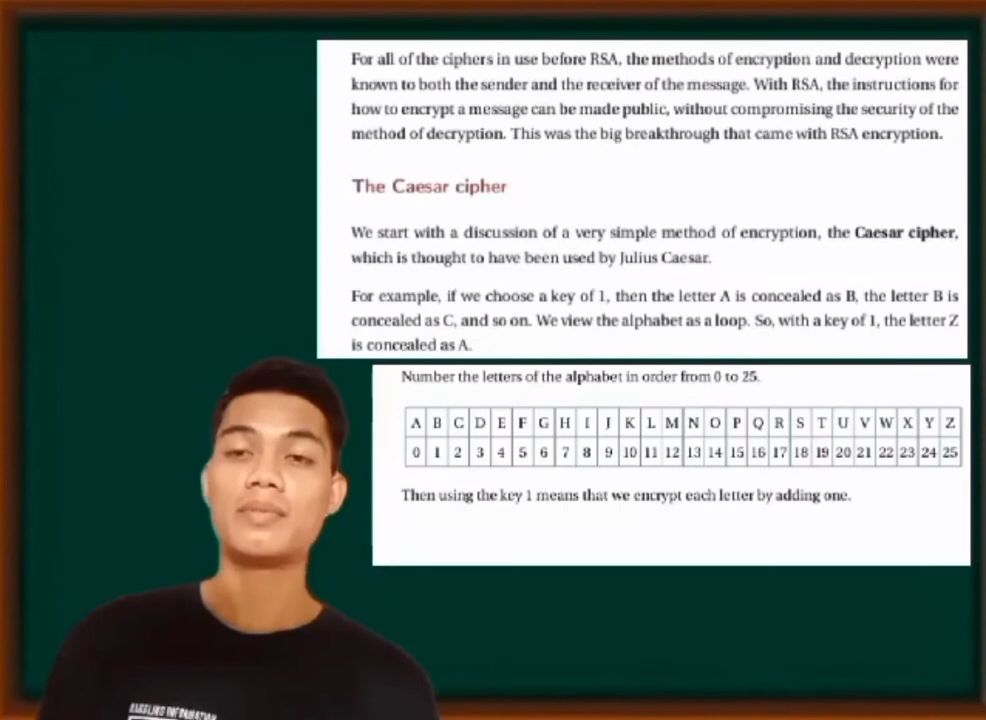 For all of the ciphers in use before RSA, the methods of encryption and decryption were
known to both the sender and the receiver of the message. With RSA, the instructions for
how to encrypt a message can be made public, without compromising the security of the
method of decryption. This was the big breakthrough that came with RSA encryption.
The Caesar cipher
We start with a discussion of a very simple method of encryption, the Caesar cipher,
which is thought to have been used by Julius Caesar.
For example, if we choose a key of 1, then the letter A is concealed as B, the letter B is
concealed as C, and so on. We view the alphabet as a loop. So, with a key of 1, the letter Z
is concealed as A.
Number the letters of the alphabet in order from 0 to 25.
A B C D E F G H I J K L M N O P Q R S T U V W X Y Z
0 1 2 3 4 5 6 7 8 9 10 11 12 13 14 15 16 17 18 19 20 21 22 23 24 25
Then using the key 1 means that we encrypt each letter by adding one.